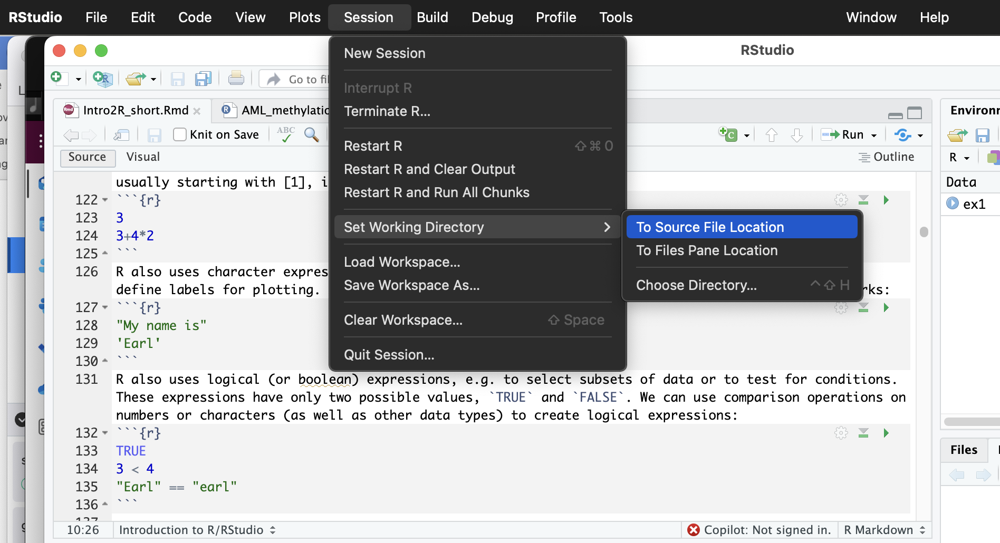 RStudio File Edit Code View Plots Session Build Debug Profile Tools Window Help
RStudio
New Session
Interrupt R
Terminate R...
Restart R ⇧⌘0
Restart R and Clear Output
Restart R and Run All Chunks
Set Working Directory
Load Workspace...
Save Workspace As...
Clear Workspace... ⇧ Space
Quit Session...
To Source File Location
To Files Pane Location
Choose Directory... ^⇧H
Go to fil
Intro2R_short.Rmd AML_methylatio
Knit on Save ABC Run
Source Visual Outline
usually starting with [1], i
122 ```{r}
123 3
124 3+4*2
125 ```
126 R also uses character expres
define labels for plotting. rks:
127 ```{r}
128 "My name is"
129 'Earl'
130 ```
131 R also uses logical (or boolean) expressions, e.g. to select subsets of data or to test for conditions.
These expressions have only two possible values, `TRUE` and `FALSE`. We can use comparison operations on
numbers or characters (as well as other data types) to create logical expressions:
132 ```{r}
133 TRUE
134 3 < 4
135 "Earl" == "earl"
136 ```
10:26 Introduction to R/RStudio Copilot: Not signed in. R Markdown
Environ
R
Data
ex1
Files